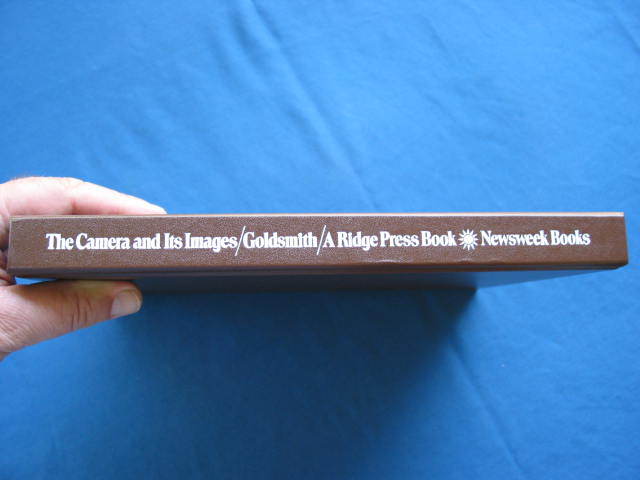 The Camera and Its Images/Goldsmith/A Ridge Press Book Newsweek Books